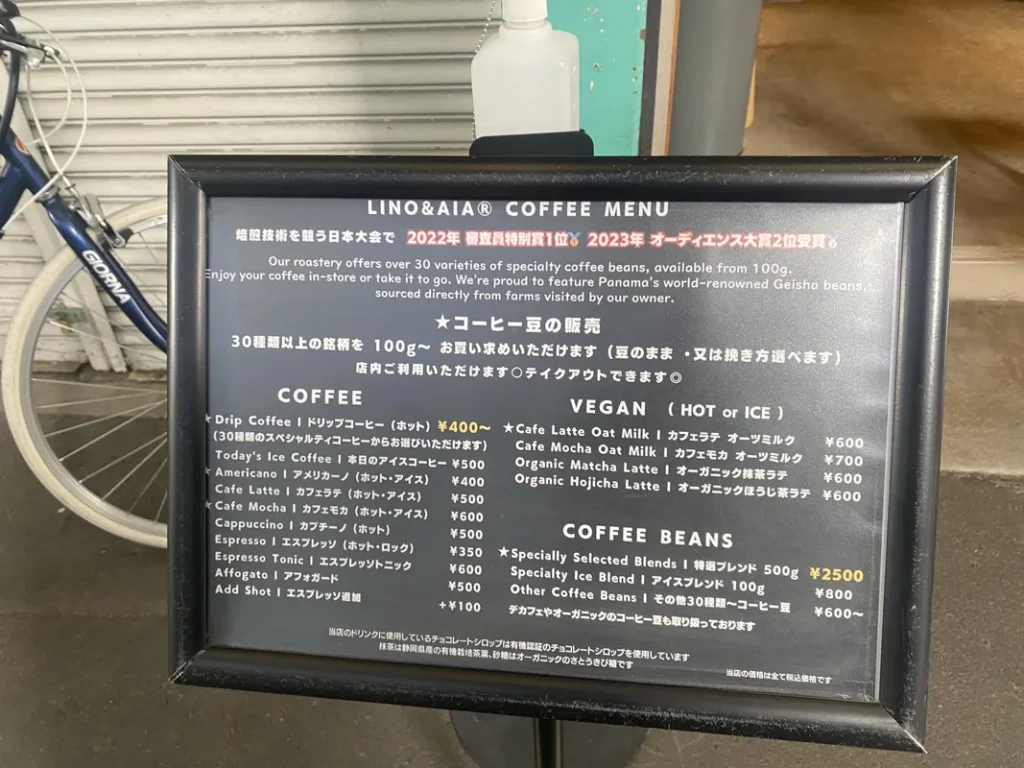 GIORNA
LINO&AIA® COFFEE MENU
焙煎技術を競う日本大会で 2022年 審査員特別賞1位🏅 2023年 オーディエンス大賞2位受賞🥈
Our roastery offers over 30 varieties of specialty coffee beans, available from 100g.
Enjoy your coffee in-store or take it to go. We're proud to feature Panama's world-renowned Geisha beans,
sourced directly from farms visited by our owner.
★コーヒー豆の販売
30種類以上の銘柄を 100g〜 お買い求めいただけます（豆のまま ・又は挽き方選べます）
店内ご利用いただけます○テイクアウトできます◎
COFFEE
★Drip Coffee | ドリップコーヒー（ホット）¥400〜
（30種類のスペシャルティコーヒーからお選びいただけます）
Today's Ice Coffee | 本日のアイスコーヒー ¥500
★Americano | アメリカーノ（ホット・アイス） ¥400
Cafe Latte | カフェラテ（ホット・アイス） ¥500
★Cafe Mocha | カフェモカ（ホット・アイス） ¥600
Cappuccino | カプチーノ（ホット） ¥500
Espresso | エスプレッソ（ホット・ロック） ¥350
Espresso Tonic | エスプレッソトニック ¥600
Affogato | アフォガード ¥500
Add Shot | エスプレッソ追加 +¥100
VEGAN （HOT or ICE）
★Cafe Latte Oat Milk | カフェラテ オーツミルク ¥600
Cafe Mocha Oat Milk | カフェモカ オーツミルク ¥700
Organic Matcha Latte | オーガニック抹茶ラテ ¥600
Organic Hojicha Latte | オーガニックほうじ茶ラテ ¥600
COFFEE BEANS
★Specially Selected Blends | 特選ブレンド 500g ¥2500
Specialty Ice Blend | アイスブレンド 100g ¥800
Other Coffee Beans | その他30種類〜コーヒー豆 ¥600〜
デカフェやオーガニックのコーヒー豆も取り扱っております
当店のドリンクに使用しているチョコレートシロップは有機認証のチョコレートシロップを使用しています
抹茶は静岡県産の有機栽培茶葉、砂糖はオーガニックのさとうきび糖です
当店の価格は全て税込価格です